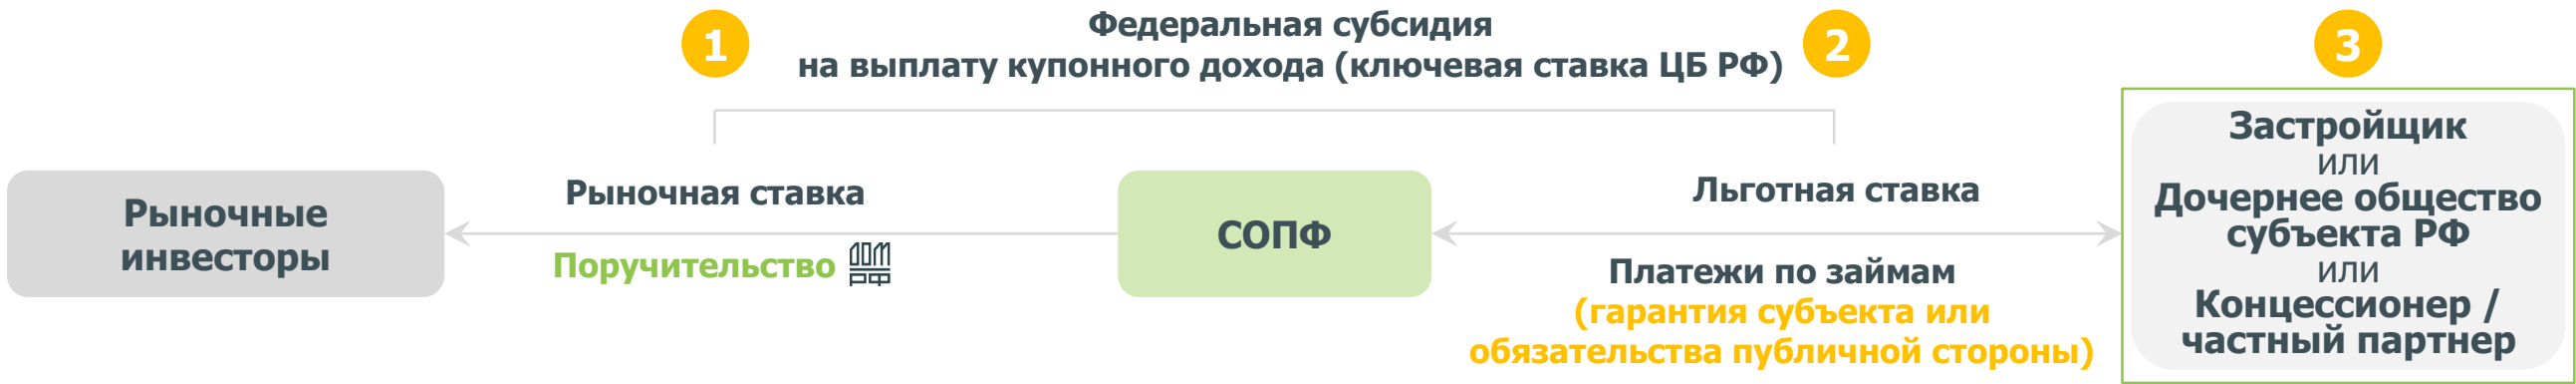 1
Федеральная субсидия
на выплату купонного дохода (ключевая ставка ЦБ РФ)
2
3
Рыночные
инвесторы
Рыночная ставка
Поручительство ДОМ
РФ
СОПФ
Льготная ставка
Платежи по займам
(гарантия субъекта или
обязательства публичной стороны)
Застройщик
или
Дочернее общество
субъекта РФ
или
Концессионер /
частный партнер